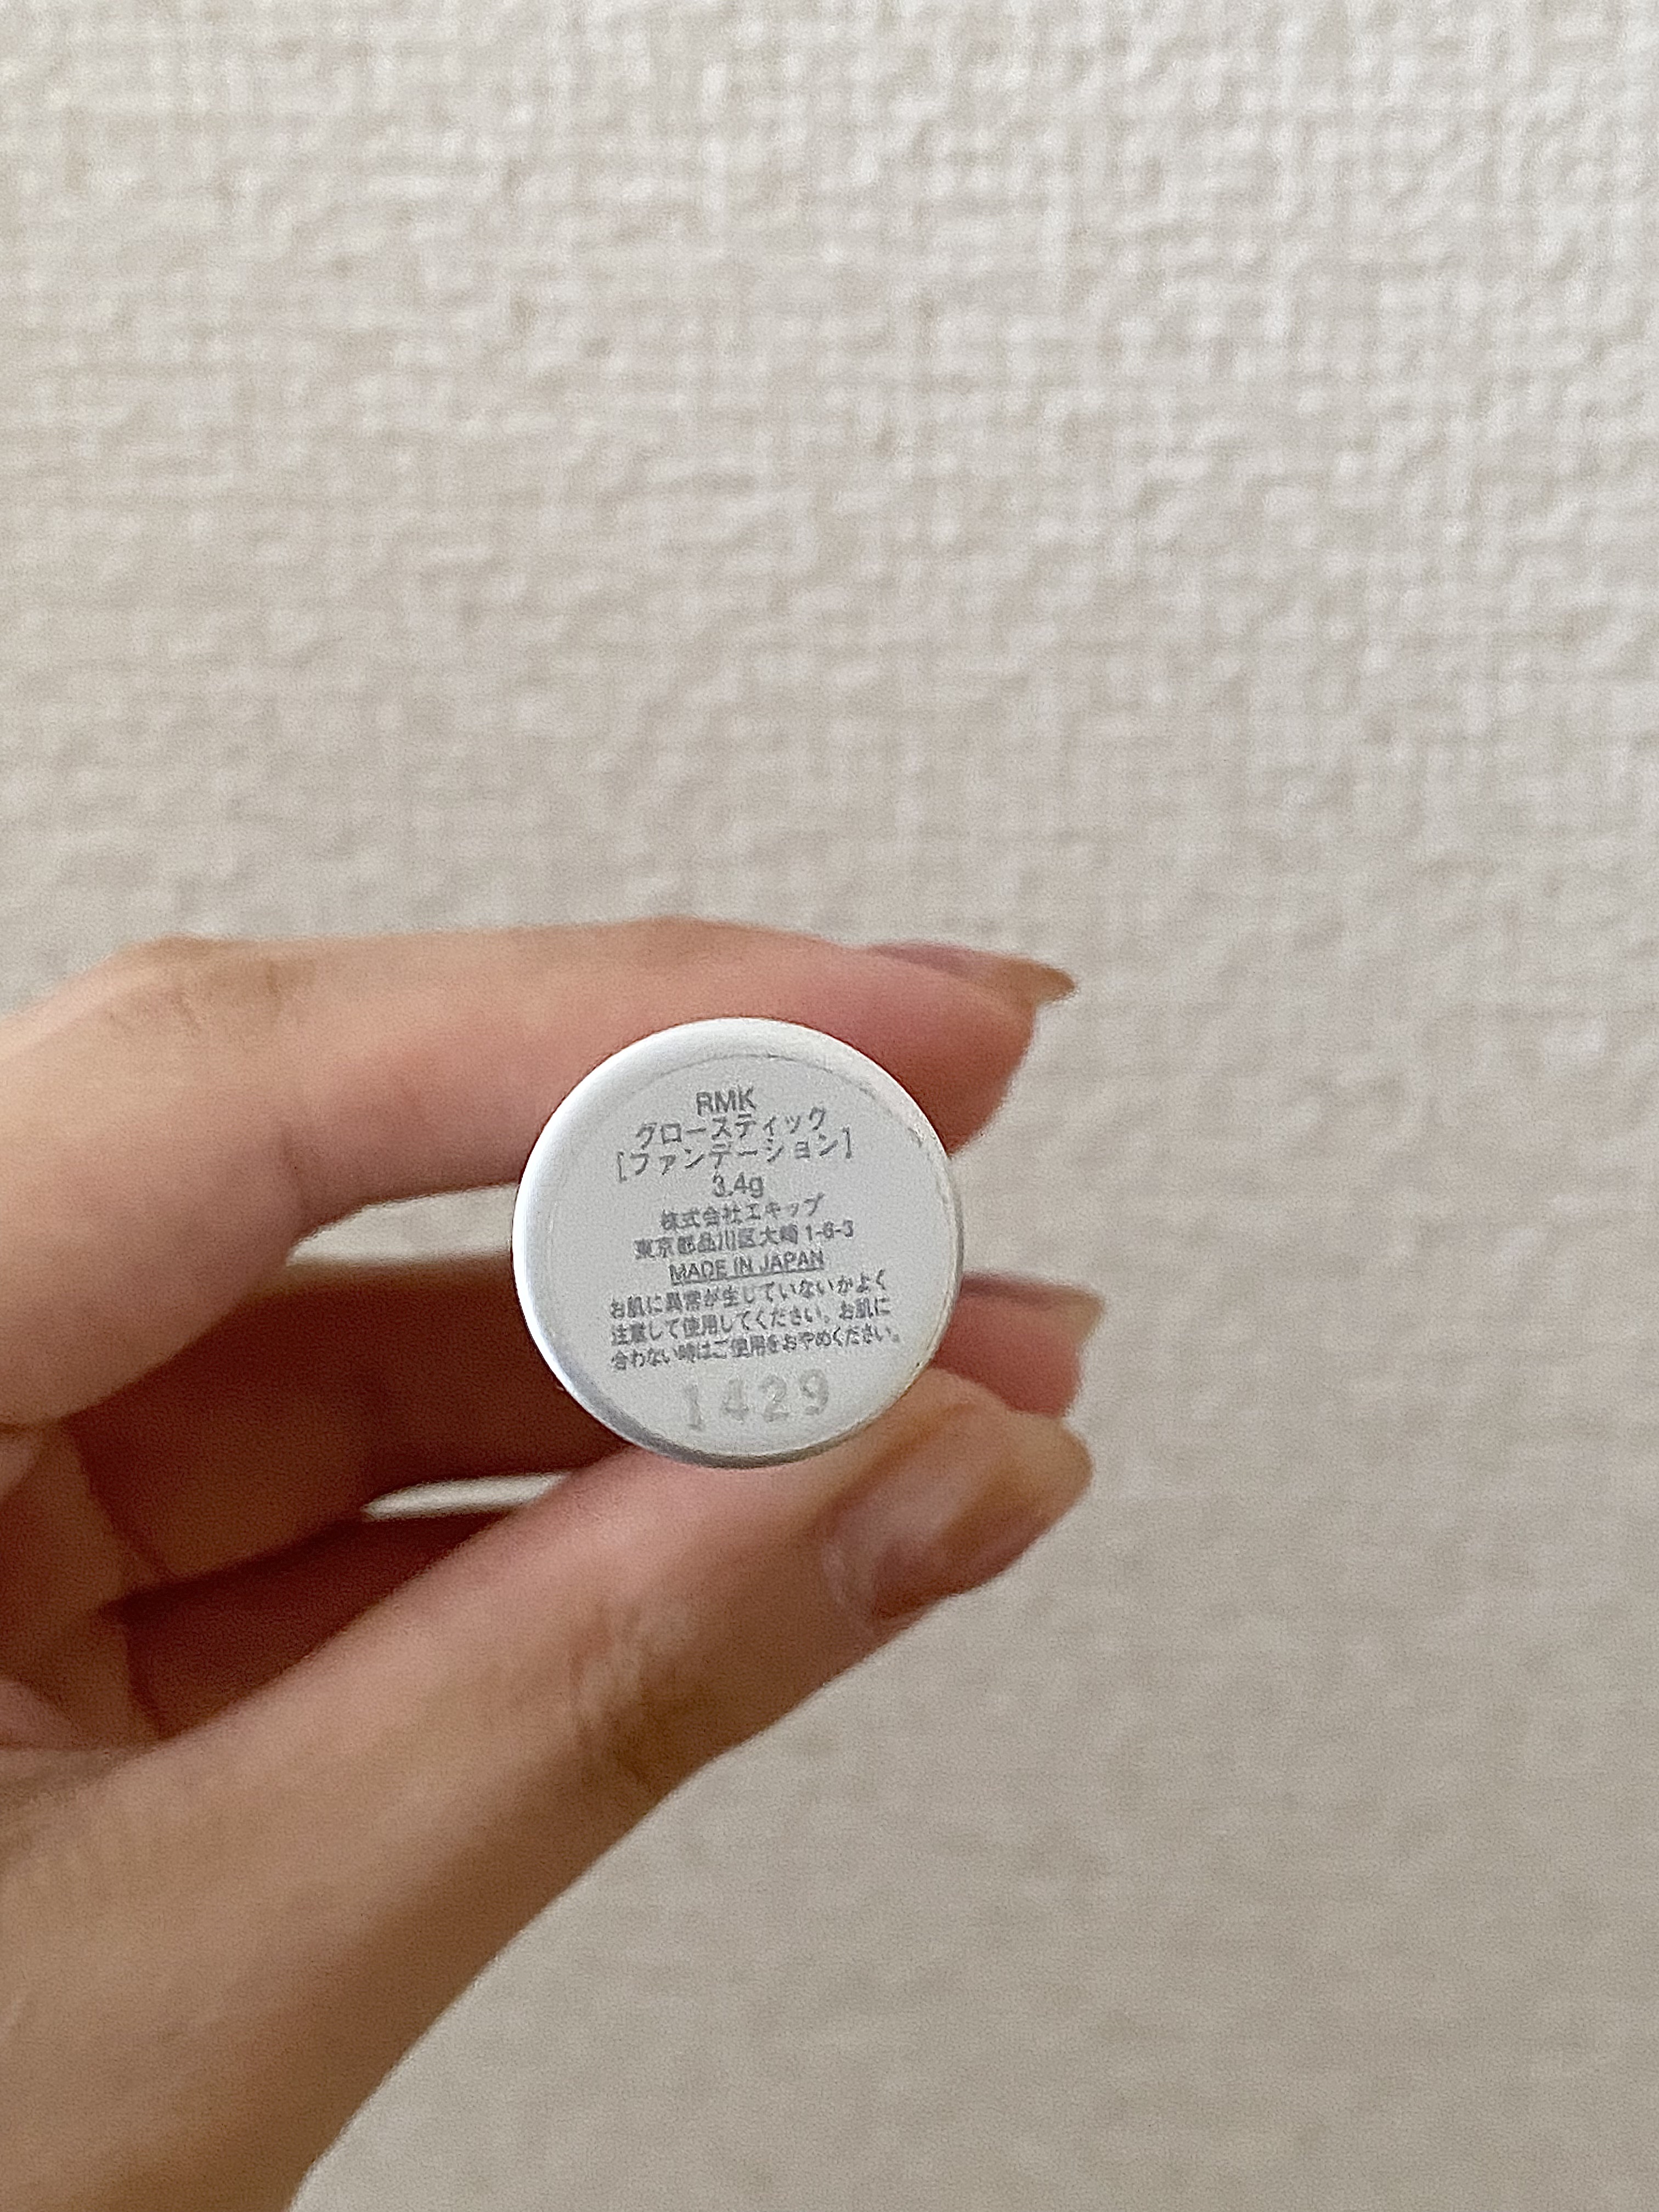 RMK
グロースティック
[ファンデーション]
3.4g
株式会社エキップ
東京都品川区大崎1-6-3
MADE IN JAPAN
お肌に異常が生じていないかよく
注意して使用してください。お肌に
合わない時はご使用をおやめください。
1429